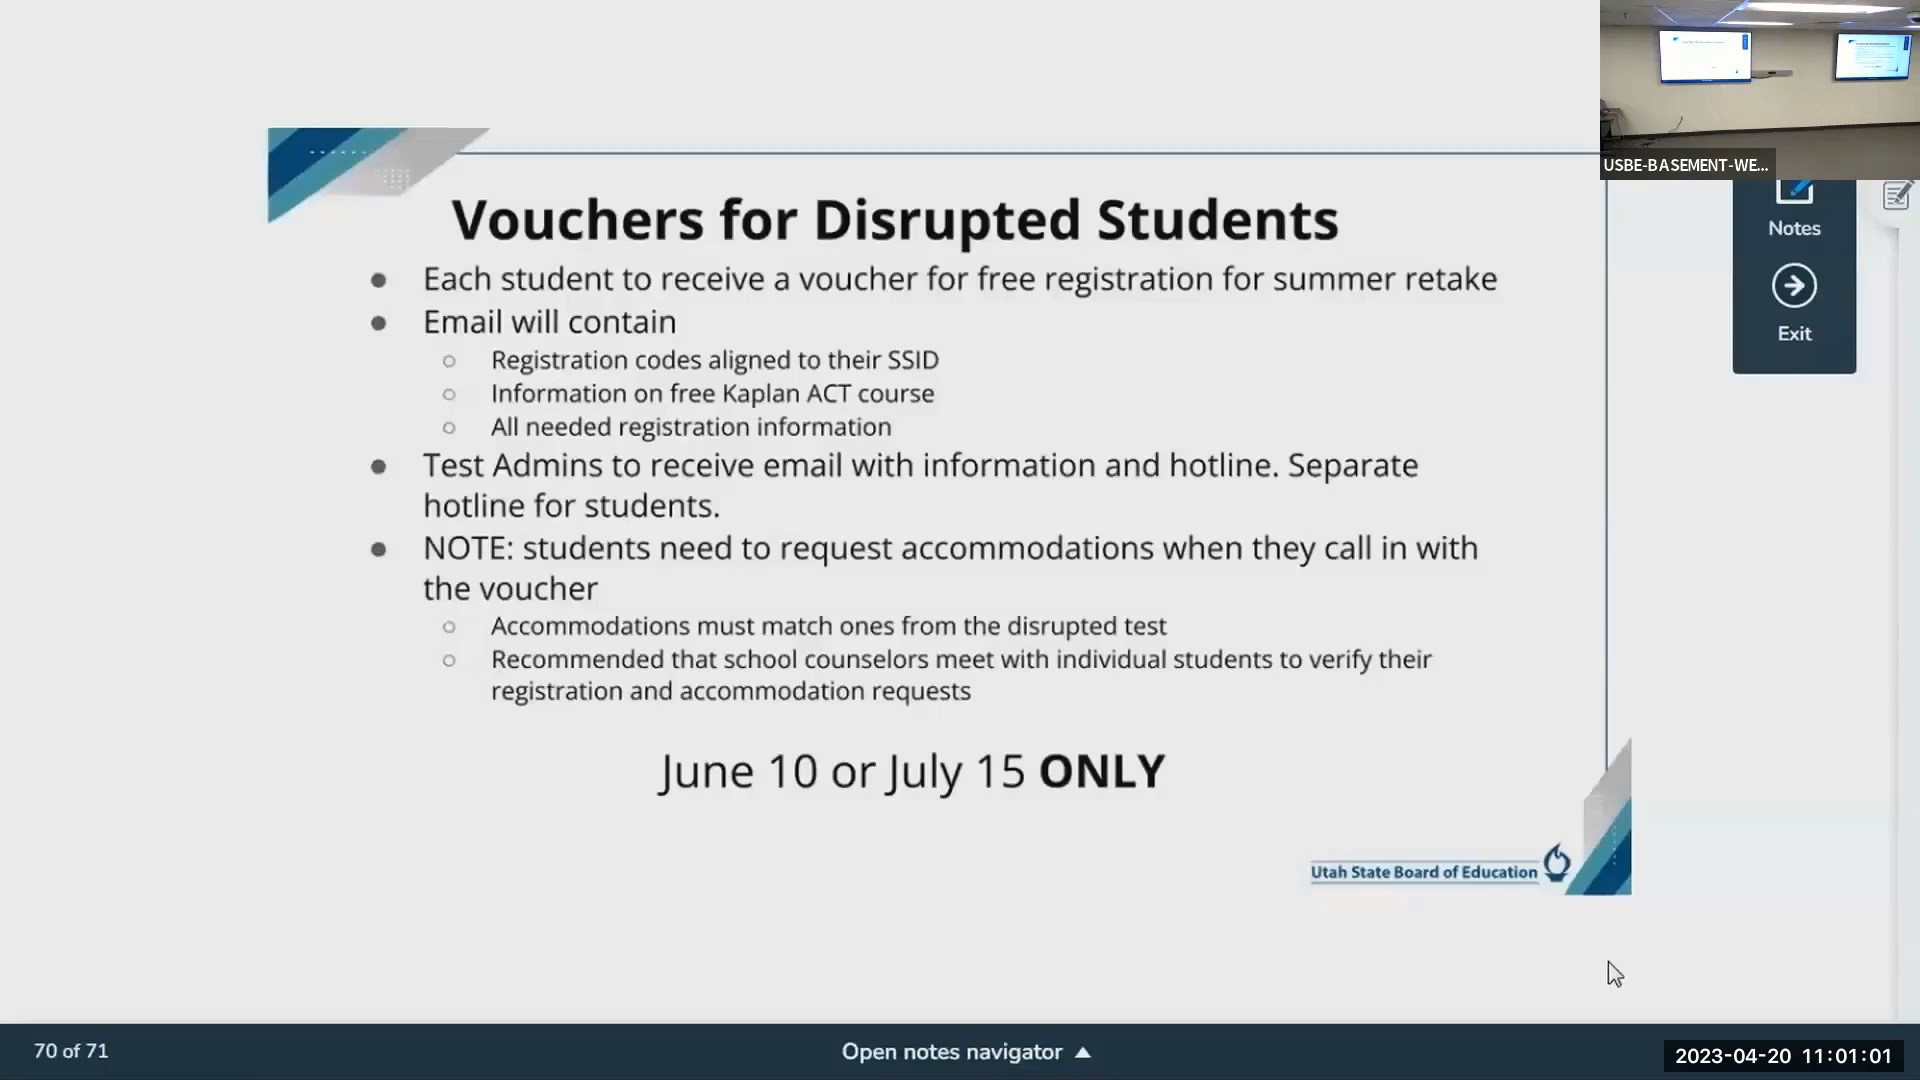 USBE-BASEMENT-WE...
Notes
Exit
Vouchers for Disrupted Students
Each student to receive a voucher for free registration for summer retake
Email will contain
Registration codes aligned to their SSID
Information on free Kaplan ACT course
All needed registration information
Test Admins to receive email with information and hotline. Separate
hotline for students.
NOTE: students need to request accommodations when they call in with
the voucher
Accommodations must match ones from the disrupted test
Recommended that school counselors meet with individual students to verify their
registration and accommodation requests
June 10 or July 15 ONLY
Utah State Board of Education
70 of 71
Open notes navigator
2023-04-20 11:01:01